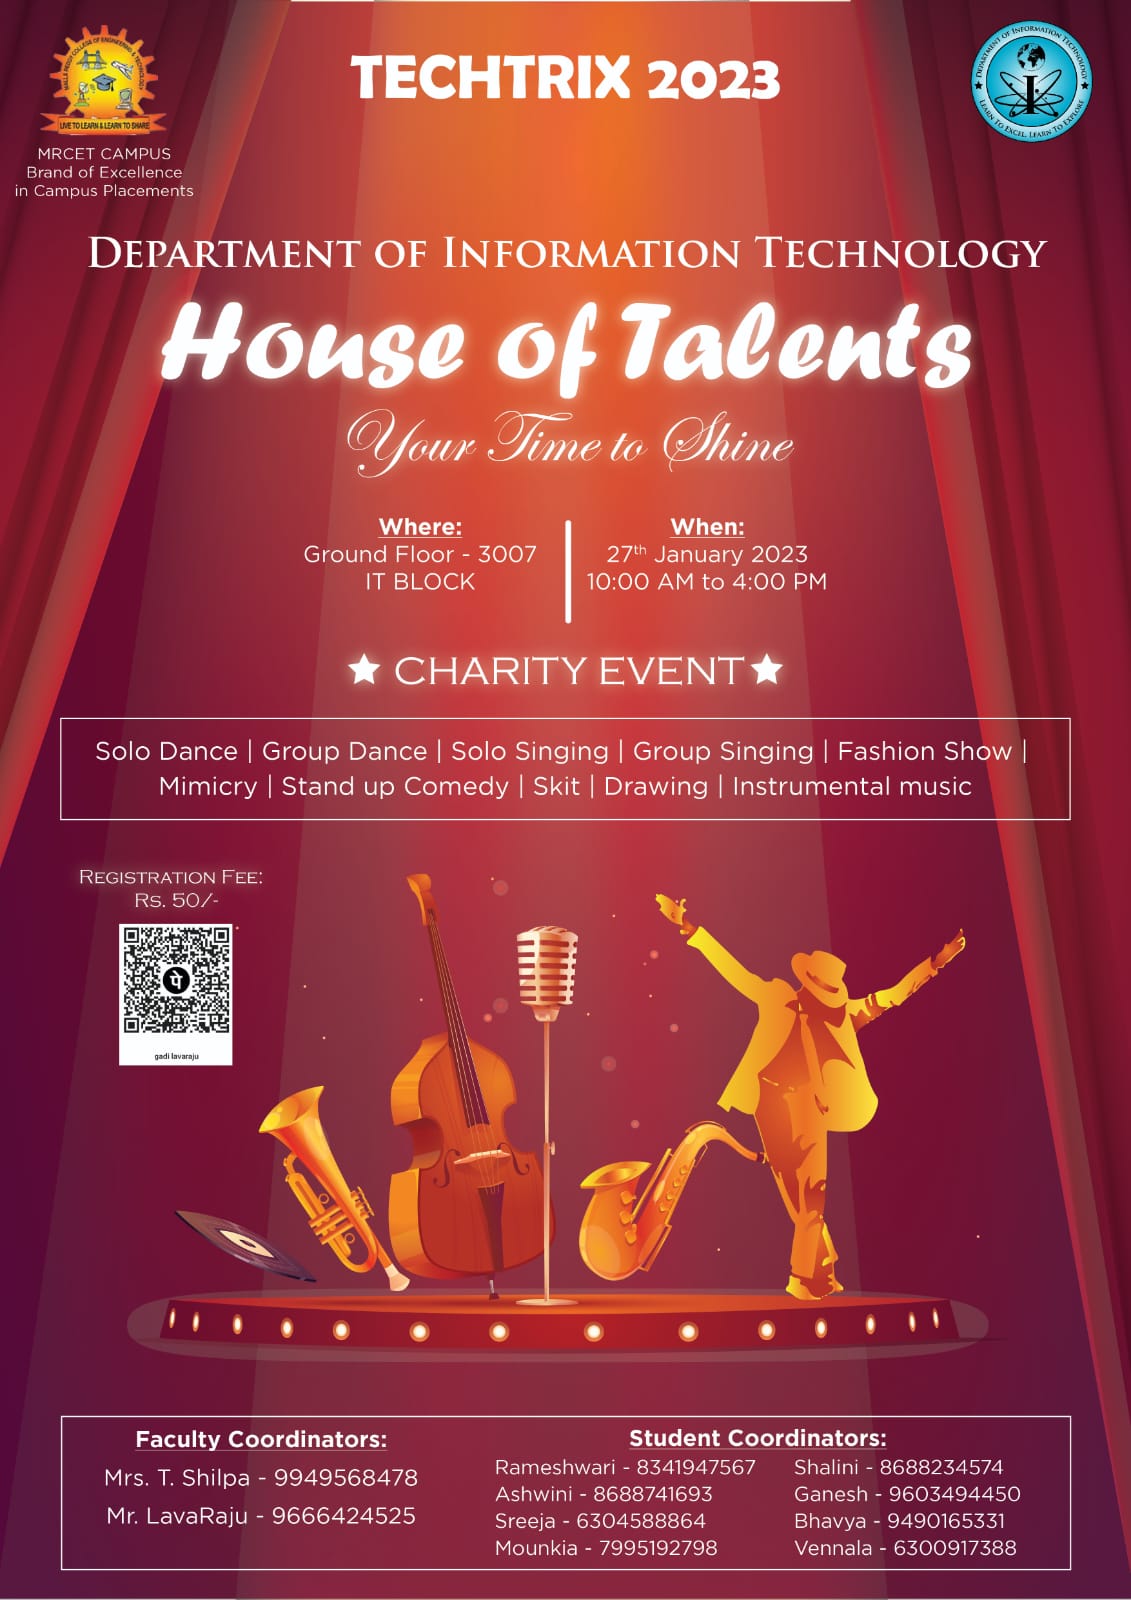 TECHTRIX 2023
MALLA REDDY COLLEGE OF ENGINEERING & TECHNOLOGY
LIVE TO LEARN & LEARN TO SHARE
MRCET CAMPUS
Brand of Excellence
in Campus Placements
DEPARTMENT OF INFORMATION TECHNOLOGY
I
LEARN TO EXCEL, LEARN TO EXPLORE
DEPARTMENT OF INFORMATION TECHNOLOGY
House of Talents
Your Time to Shine
Where:
Ground Floor - 3007
IT BLOCK
When:
27th January 2023
10:00 AM to 4:00 PM
★ CHARITY EVENT ★
Solo Dance | Group Dance | Solo Singing | Group Singing | Fashion Show |
Mimicry | Stand up Comedy | Skit | Drawing | Instrumental music
REGISTRATION FEE:
RS. 50/-
पे
gadi lavaraju
Faculty Coordinators:
Mrs. T. Shilpa - 9949568478
Mr. LavaRaju - 9666424525
Student Coordinators:
Rameshwari - 8341947567
Ashwini - 8688741693
Sreeja - 6304588864
Mounkia - 7995192798
Shalini - 8688234574
Ganesh - 9603494450
Bhavya - 9490165331
Vennala - 6300917388